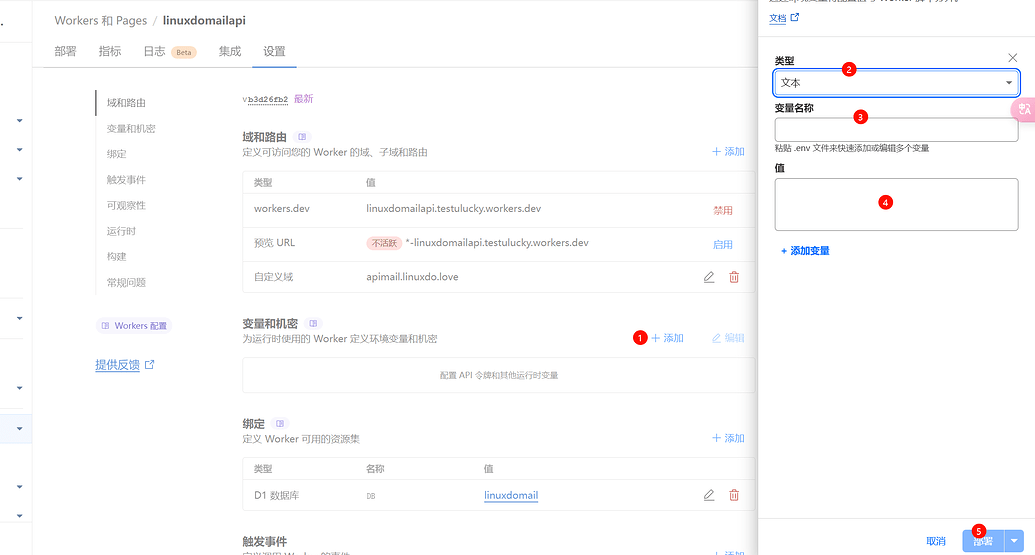 Workers 和 Pages / linuxdomailapi
部署 指标 日志 Beta 集成 设置
域和路由
变量和机密
绑定
触发事件
可观察性
运行时
构建
常规问题
Workers 配置
提供反馈
vb3d26fb2 最新
域和路由
定义可访问您的 Worker 的域、子域和路由
+ 添加
类型 值
workers.dev linuxdomailapi.testulucky.workers.dev 禁用
预览 URL 不活跃 *-linuxdomailapi.testulucky.workers.dev 启用
自定义域 apimail.linuxdo.love
变量和机密
为运行时使用的 Worker 定义环境变量和机密
1 + 添加 编辑
配置 API 令牌和其他运行时变量
绑定
定义 Worker 可用的资源集
+ 添加
类型 名称 值
D1 数据库 DB linuxdomail
触发事件
+ 添加
文档
类型
2
文本
变量名称
3
粘贴 .env 文件来快速添加或编辑多个变量
值
4
+ 添加变量
5
取消 部署